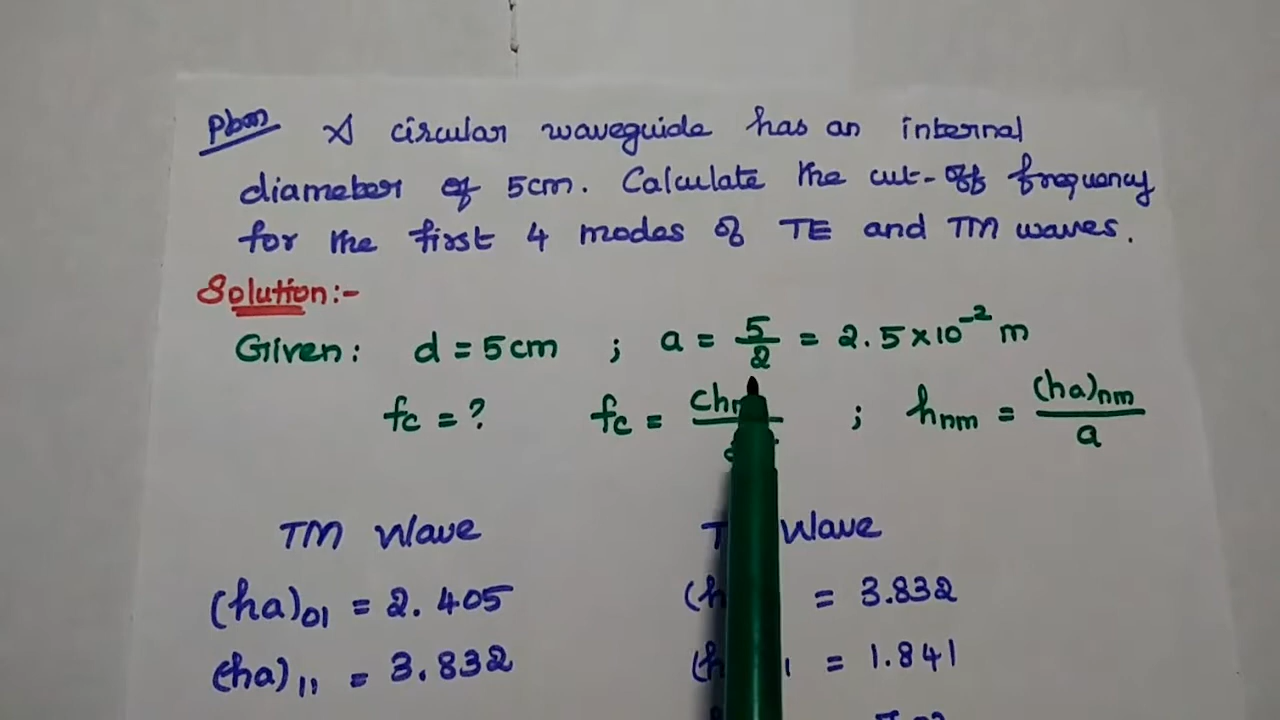 Pbm A circular waveguide has an internal
diameter of 5cm. Calculate the cut-off frequency
for the first 4 modes of TE and TM waves.
Solution:-
Given: d = 5cm ; a = 5/2 = 2.5×10⁻² m
fc = ? fc = ; hnm = (ha)nm/a
TM Wave Wave
(ha)01 = 2.405 = 3.832
(ha)11 = 3.832 = 1.841